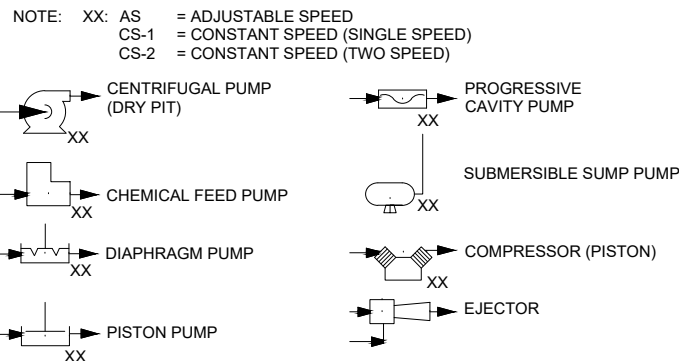 NOTE: XX: AS = ADJUSTABLE SPEED
CS-1 = CONSTANT SPEED (SINGLE SPEED)
CS-2 = CONSTANT SPEED (TWO SPEED)
CENTRIFUGAL PUMP
(DRY PIT)
XX
CHEMICAL FEED PUMP
XX
DIAPHRAGM PUMP
XX
PISTON PUMP
XX
PROGRESSIVE
CAVITY PUMP
XX
SUBMERSIBLE SUMP PUMP
XX
COMPRESSOR (PISTON)
XX
EJECTOR